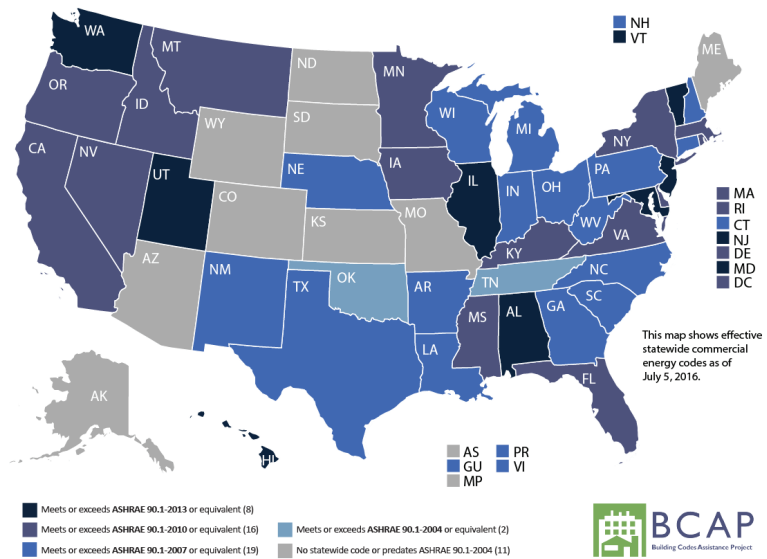 WA
NH
VT
MT
ND
MN
ME
OR
ID
SD
WI
MI
NY
WY
CA
NV
IA
NE
PA
UT
IL
IN
OH
CO
MA
RI
CT
NJ
DE
MD
DC
KS
MO
WV
VA
KY
AZ
NM
OK
TN
NC
TX
AR
SC
MS
AL
GA
LA
This map shows effective
statewide commercial
energy codes as of
July 5, 2016.
FL
AK
HI
AS PR
GU VI
MP
Meets or exceeds ASHRAE 90.1-2013 or equivalent (8)
Meets or exceeds ASHRAE 90.1-2010 or equivalent (16)
Meets or exceeds ASHRAE 90.1-2007 or equivalent (19)
Meets or exceeds ASHRAE 90.1-2004 or equivalent (2)
No statewide code or predates ASHRAE 90.1-2004 (11)
BCAP
Building Codes Assistance Project